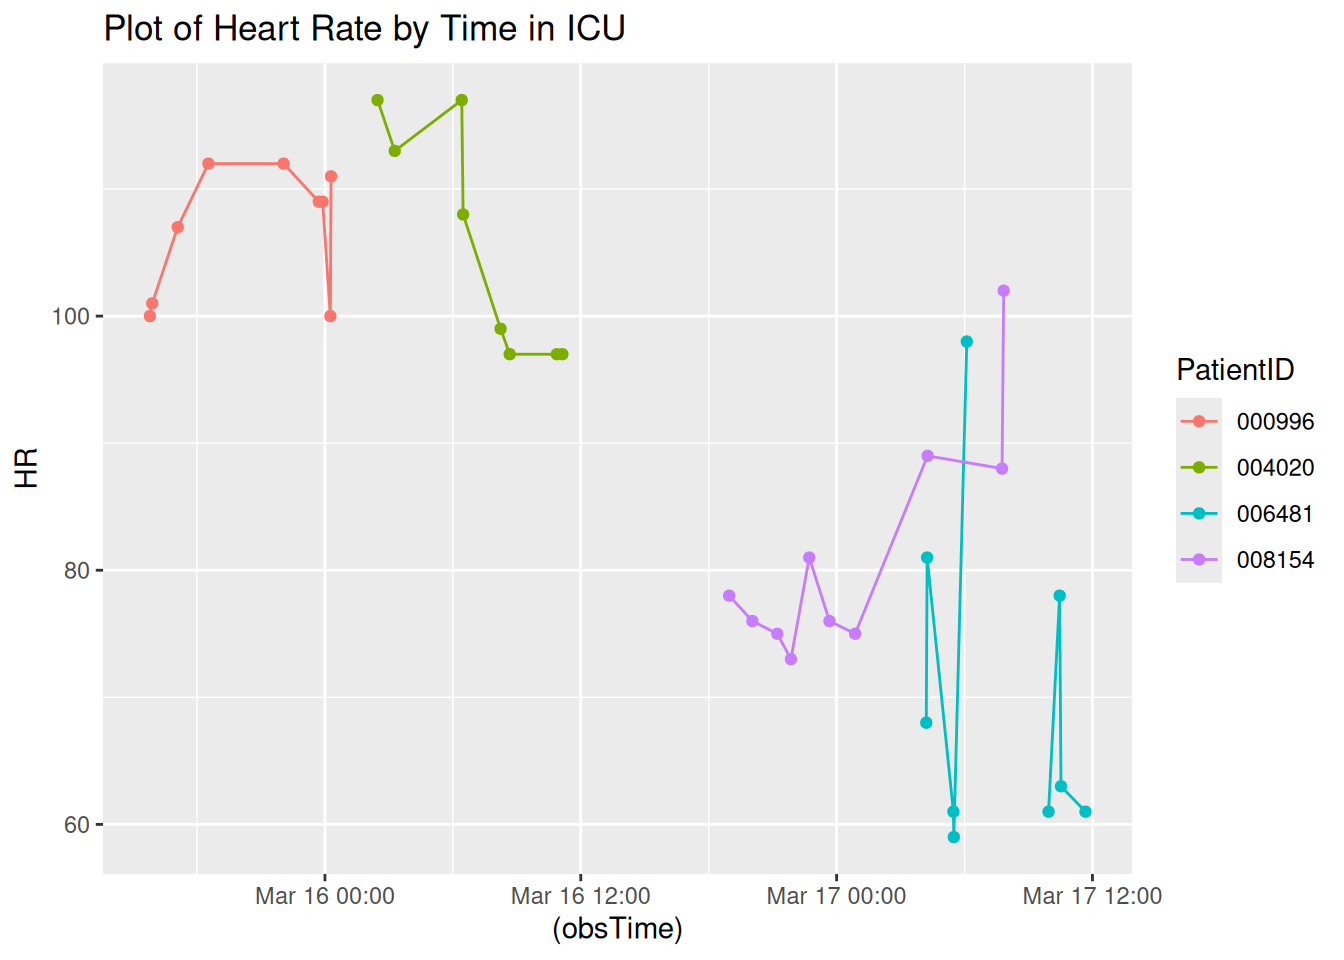 Plot of Heart Rate by Time in ICU
HR
100
80
60
Mar 16 00:00
Mar 16 12:00
Mar 17 00:00
Mar 17 12:00
(obsTime)
PatientID
000996
004020
006481
008154